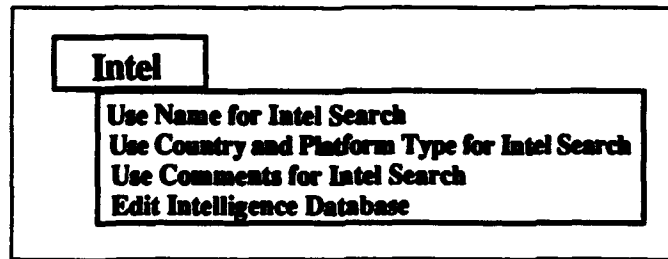 Intel
Use Name for Intel Search
Use Country and Platform Type for Intel Search
Use Comments for Intel Search
Edit Intelligence Database